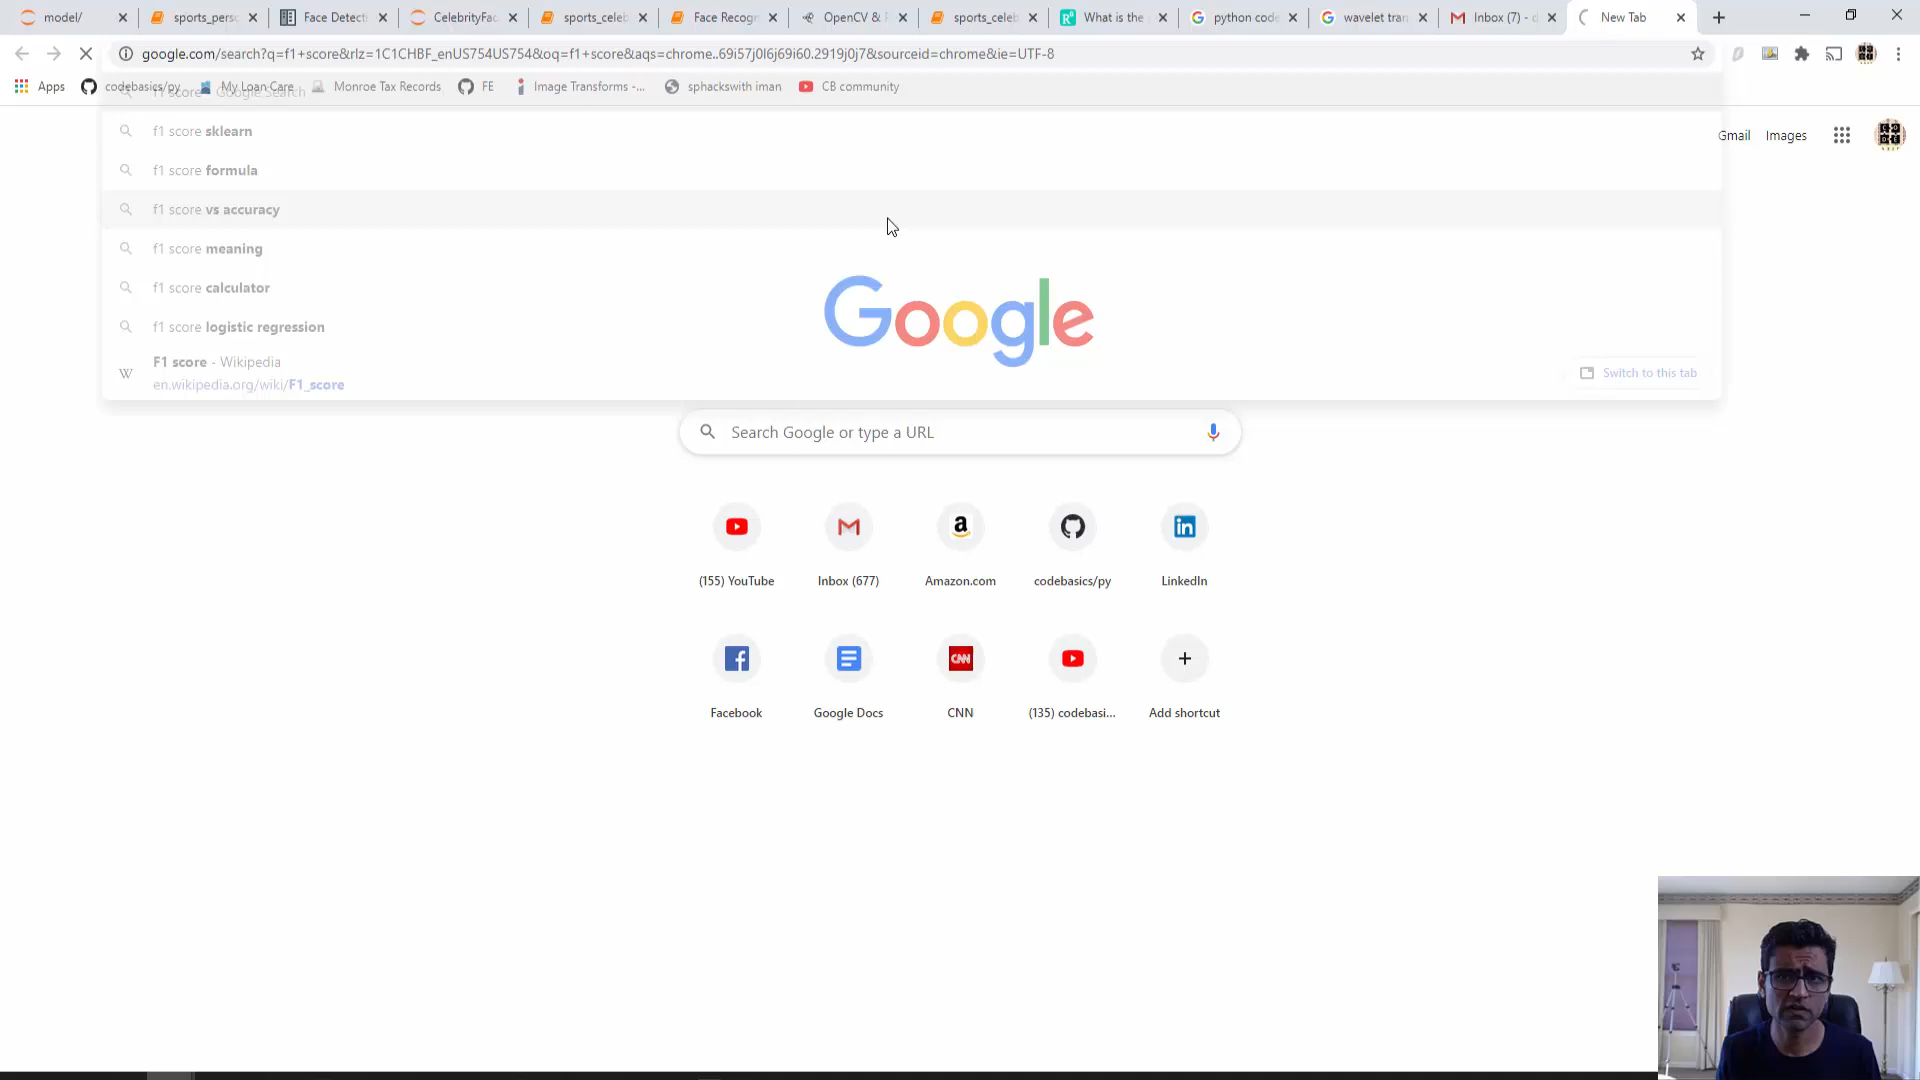 model/
sports_pers
Face Detecti
CelebrityFac
sports_celeb
Face Recogn
OpenCV &
sports_celeb
What is the
python code
wavelet tran
Inbox (7) - d
New Tab
google.com/search?q=f1+score&rlz=1C1CHBF_enUS754US754&oq=f1+score&aqs=chrome..69i57j0l6j69i60.2919j0j7&sourceid=chrome&ie=UTF-8
Apps
codebasics/py
My Loan Care
Monroe Tax Records
FE
Image Transforms -...
sphackswith iman
CB community
f1 score - Google Search
f1 score sklearn
f1 score formula
f1 score vs accuracy
f1 score meaning
f1 score calculator
f1 score logistic regression
F1 score - Wikipedia
en.wikipedia.org/wiki/F1_score
Switch to this tab
Gmail
Images
Google
Search Google or type a URL
(155) YouTube
Inbox (677)
Amazon.com
codebasics/py
LinkedIn
Facebook
Google Docs
CNN
(135) codebasi...
Add shortcut